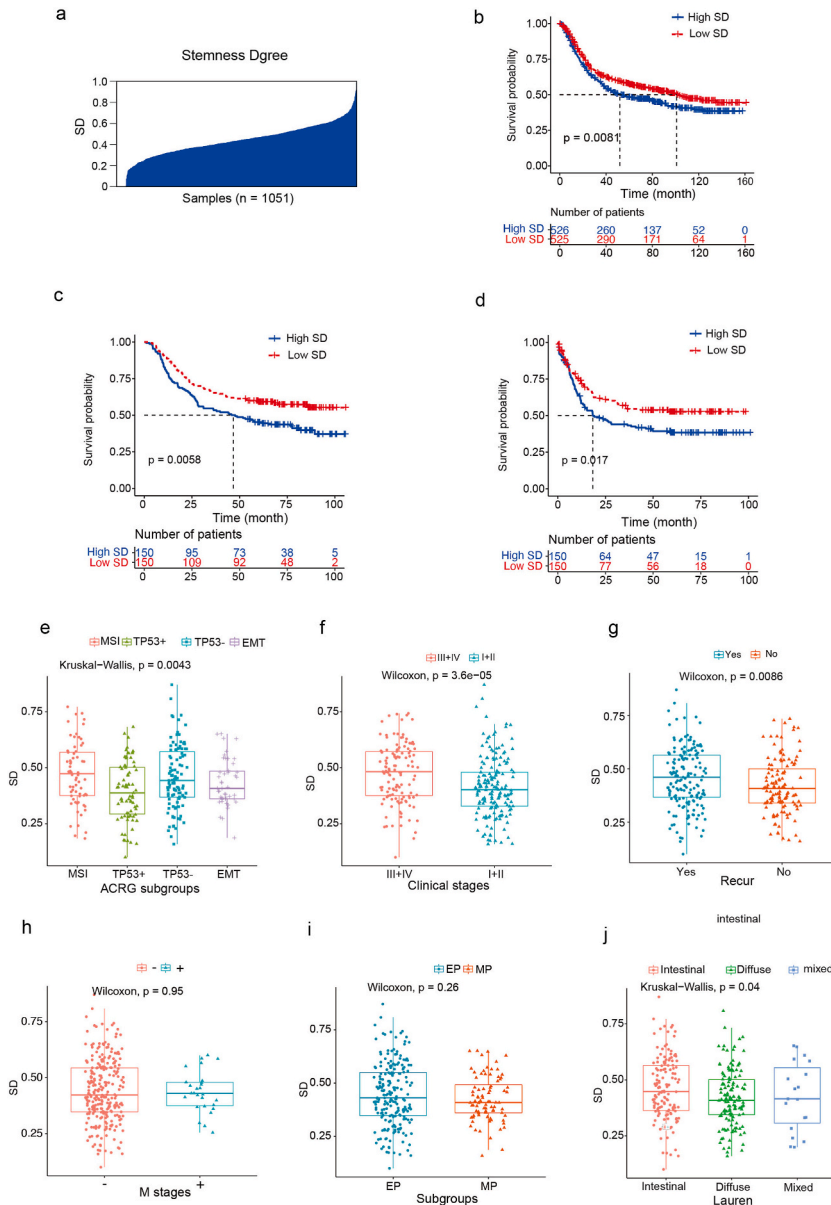 a
Stemness Dgree
1.0
0.8
0.6
0.4
0.2
0
SD
Samples (n = 1051)
b
High SD
Low SD
1.00
0.75
0.50
0.25
0.00
Survival probability
p = 0.0081
0 40 80 120 160
Time (month)
Number of patients
High SD 526 260 137 52 0
Low SD 525 290 171 64 1
0 40 80 120 160
c
High SD
Low SD
1.00
0.75
0.50
0.25
0.00
Survival probability
p = 0.0058
0 25 50 75 100
Time (month)
Number of patients
High SD 150 95 73 38 5
Low SD 150 109 92 48 2
0 25 50 75 100
d
High SD
Low SD
1.00
0.75
0.50
0.25
0.00
Survival probability
p = 0.017
0 25 50 75 100
Time (month)
Number of patients
High SD 150 64 47 15 1
Low SD 150 77 56 18 0
0 25 50 75 100
e
MSI TP53+ TP53- EMT
Kruskal-Wallis, p = 0.0043
0.75
0.50
0.25
SD
MSI TP53+ TP53- EMT
ACRG subgroups
f
III+IV I+II
Wilcoxon, p = 3.6e-05
0.75
0.50
0.25
SD
III+IV I+II
Clinical stages
g
Yes No
Wilcoxon, p = 0.0086
0.75
0.50
0.25
SD
Yes No
Recur
h
- +
Wilcoxon, p = 0.95
0.75
0.50
0.25
SD
- +
M stages
i
EP MP
Wilcoxon, p = 0.26
0.75
0.50
0.25
SD
EP MP
Subgroups
intestinal
j
Intestinal Diffuse mixed
Kruskal-Wallis, p = 0.04
0.75
0.50
0.25
SD
Intestinal Diffuse Mixed
Lauren